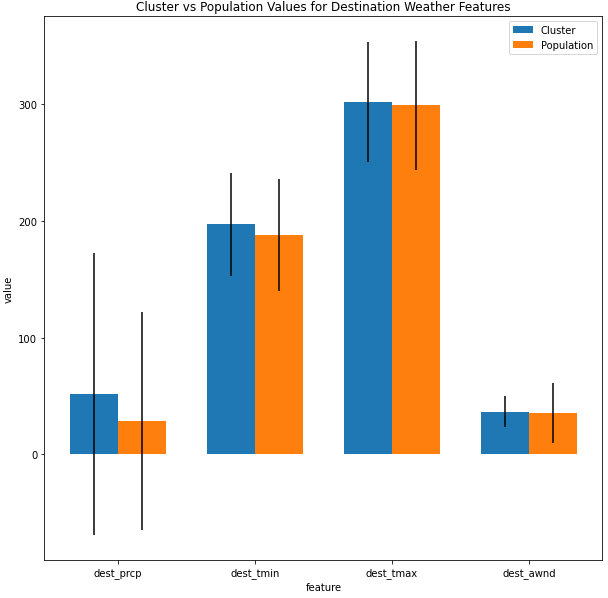 Cluster vs Population Values for Destination Weather Features
Cluster
Population
300
200
100
0
value
dest_prcp dest_tmin dest_tmax dest_awnd
feature